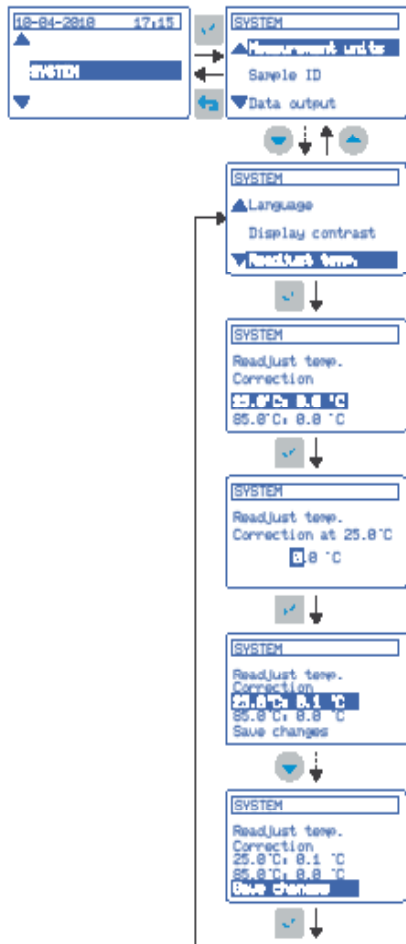 10-04-2010 17:15
SYSTEM
SYSTEM
Measurement units
Sample ID
Data output
SYSTEM
Language
Display contrast
Readjust temp.
SYSTEM
Readjust temp.
Correction
25.0°C: 0.0 °C
85.0°C: 0.0 °C
SYSTEM
Readjust temp.
Correction at 25.0°C
0.0 °C
SYSTEM
Readjust temp.
Correction
25.0°C: 0.1 °C
85.0°C: 0.0 °C
Save changes
SYSTEM
Readjust temp.
Correction
25.0°C: 0.1 °C
85.0°C: 0.0 °C
Save changes